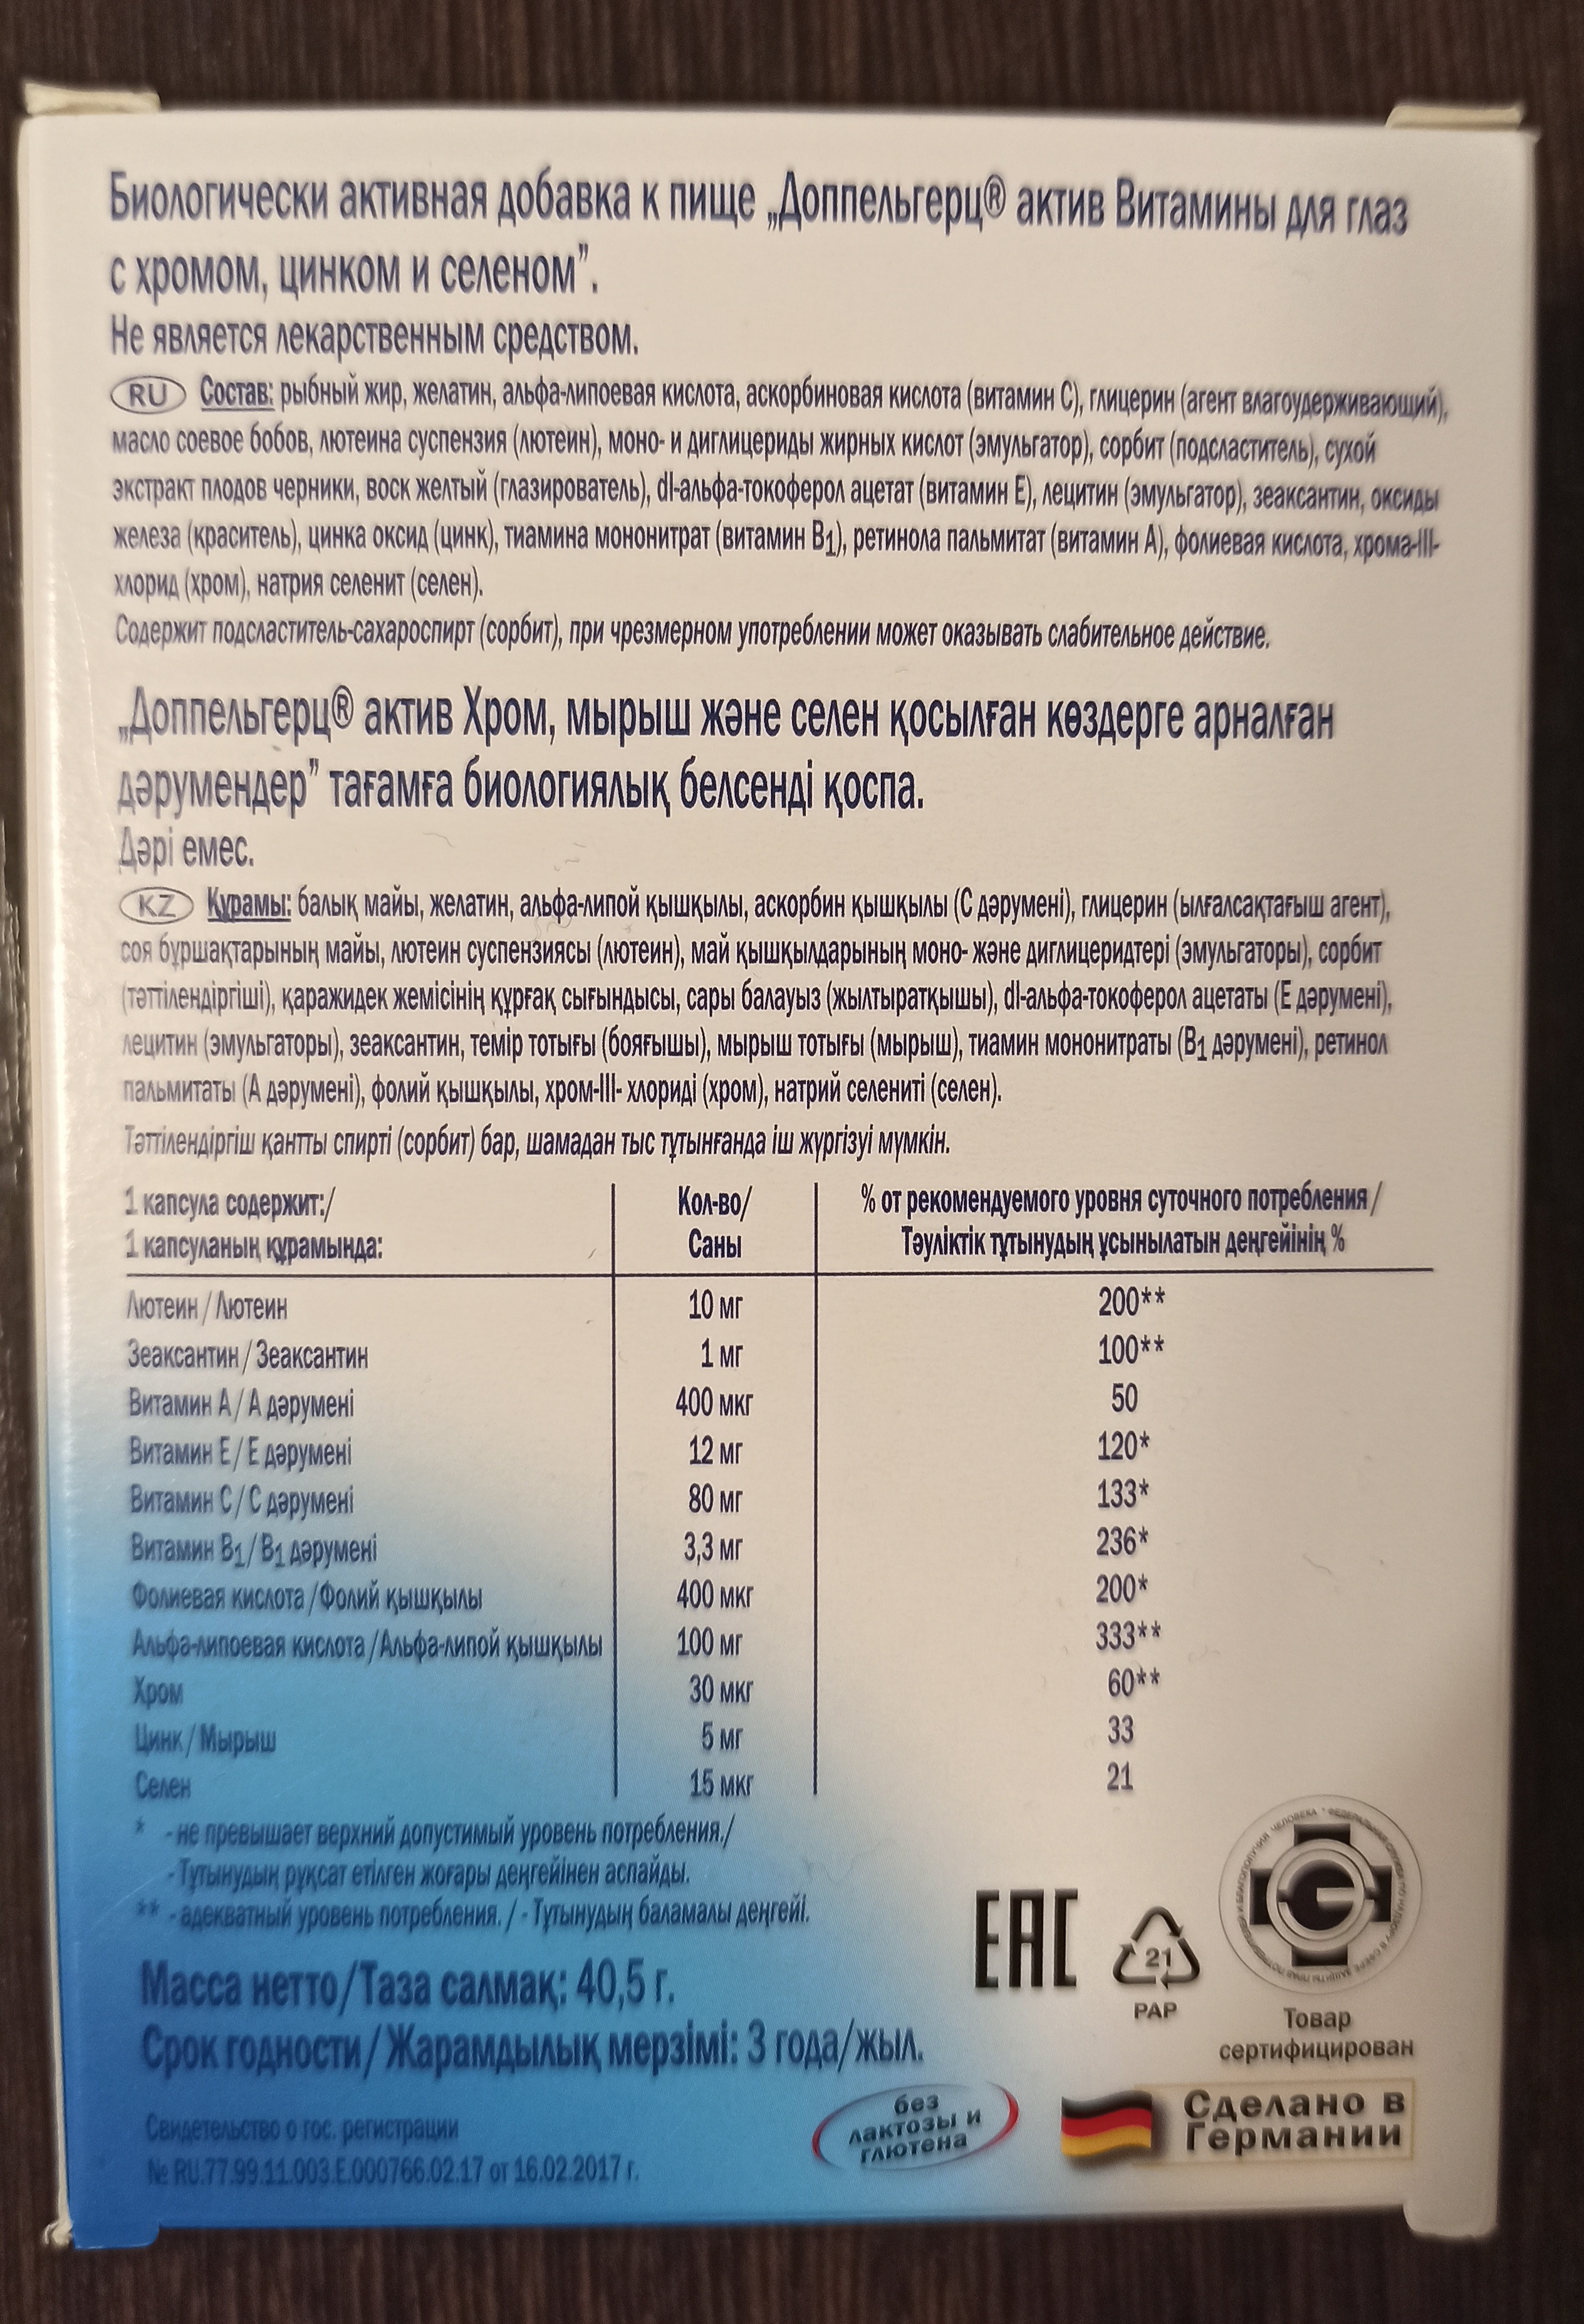 Биологически активная добавка к пище „Доппельгерц® актив Витамины для глаз
с хромом, цинком и селеном”.
Не является лекарственным средством.
RU Состав: рыбный жир, желатин, альфа-липоевая кислота, аскорбиновая кислота (витамин С), глицерин (агент влагоудерживающий),
масло соевое бобов, лютеина суспензия (лютеин), моно- и диглицериды жирных кислот (эмульгатор), сорбит (подсластитель), сухой
экстракт плодов черники, воск желтый (глазирователь), dl-альфа-токоферол ацетат (витамин Е), лецитин (эмульгатор), зеаксантин, оксиды
железа (краситель), цинка оксид (цинк), тиамина мононитрат (витамин В1), ретинола пальмитат (витамин А), фолиевая кислота, хрома-III-
хлорид (хром), натрия селенит (селен).
Содержит подсластитель-сахароспирт (сорбит), при чрезмерном употреблении может оказывать слабительное действие.
„Доппельгерц® актив Хром, мырыш және селен қосылған көздерге арналған
дәрумендер” тағамға биологиялық белсенді қоспа.
Дәрі емес.
KZ Құрамы: балық майы, желатин, альфа-липой қышқылы, аскорбин қышқылы (С дәрумені), глицерин (ылғалсақтағыш агент),
соя бұршақтарының майы, лютеин суспензиясы (лютеин), май қышқылдарының моно- және диглицеридтері (эмульгаторы), сорбит
(тәттілендіргіші), қаражидек жемісінің құрғақ сығындысы, сары балауыз (жылтыратқышы), dl-альфа-токоферол ацетаты (Е дәрумені),
лецитин (эмульгаторы), зеаксантин, темір тотығы (бояғышы), мырыш тотығы (мырыш), тиамин мононитраты (В1 дәрумені), ретинол
пальмитаты (А дәрумені), фолий қышқылы, хром-III- хлориді (хром), натрий селениті (селен).
Тәттілендіргіш қантты спирті (сорбит) бар, шамадан тыс тұтынғанда іш жүргізуі мүмкін.
1 капсула содержит:/ Кол-во/ % от рекомендуемого уровня суточного потребления /
1 капсуланың құрамында: Саны Тәуліктік тұтынудың ұсынылатын деңгейінің %
Лютеин / Лютеин 10 мг 200**
Зеаксантин / Зеаксантин 1 мг 100**
Витамин А / А дәрумені 400 мкг 50
Витамин Е / Е дәрумені 12 мг 120*
Витамин С / С дәрумені 80 мг 133*
Витамин В1 / В1 дәрумені 3,3 мг 236*
Фолиевая кислота / Фолий қышқылы 400 мкг 200*
Альфа-липоевая кислота / Альфа-липой қышқылы 100 мг 333**
Хром 30 мкг 60**
Цинк / Мырыш 5 мг 33
Селен 15 мкг 21
* - не превышает верхний допустимый уровень потребления./
- Тұтынудың рұқсат етілген жоғары деңгейінен аспайды.
** - адекватный уровень потребления. / - Тұтынудың баламалы деңгейі.
Масса нетто/Таза салмақ: 40,5 г.
Срок годности/Жарамдылық мерзімі: 3 года/жыл.
Свидетельство о гос. регистрации
№ RU.77.99.11.003.Е.000766.02.17 от 16.02.2017 г.
без
лактозы и
глютена
EAC
21
PAP
Товар
сертифицирован
Сделано в
Германии